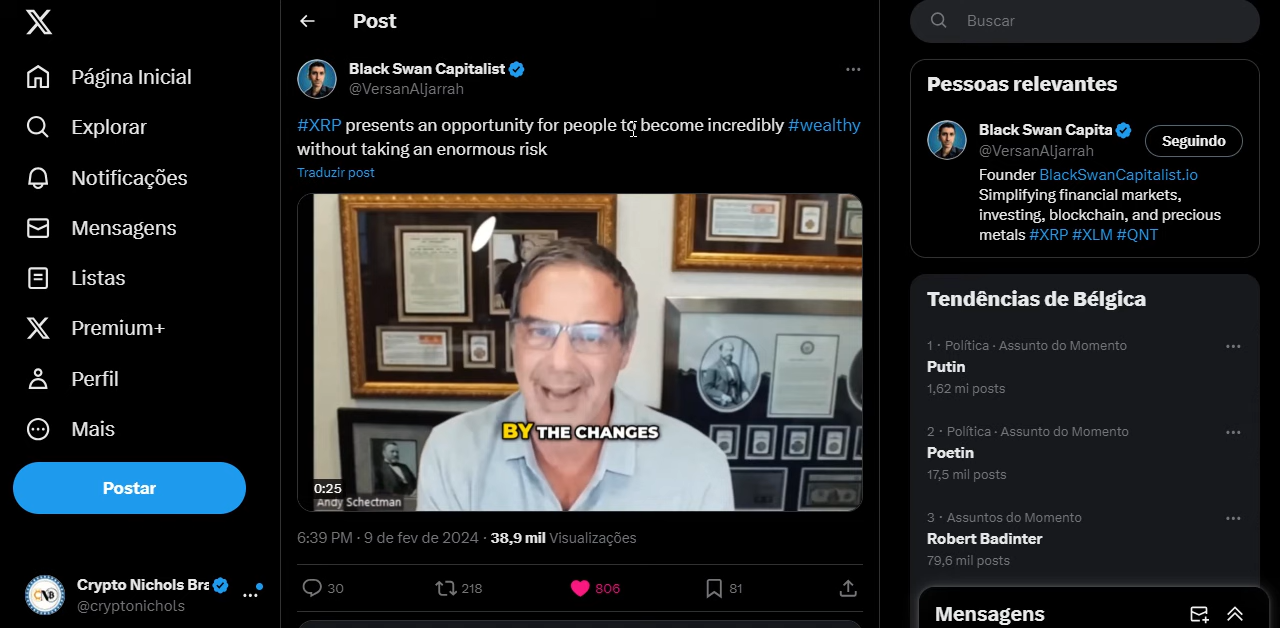 Página Inicial
Explorar
Notificações
Mensagens
Listas
Premium+
Perfil
Mais
Postar
Crypto Nichols Bra
@cryptonichols
Post
Black Swan Capitalist
@VersanAljarrah
#XRP presents an opportunity for people to become incredibly #wealthy
without taking an enormous risk
Traduzir post
BY THE CHANGES
0:25
Andy Schectman
6:39 PM · 9 de fev de 2024 · 38,9 mil Visualizações
30
218
806
81
Buscar
Pessoas relevantes
Black Swan Capita
@VersanAljarrah
Seguindo
Founder BlackSwanCapitalist.io
Simplifying financial markets,
investing, blockchain, and precious
metals #XRP #XLM #QNT
Tendências de Bélgica
1 · Política · Assunto do Momento
Putin
1,62 mi posts
2 · Política · Assunto do Momento
Poetin
17,5 mil posts
3 · Assuntos do Momento
Robert Badinter
79,6 mil posts
Mensagens